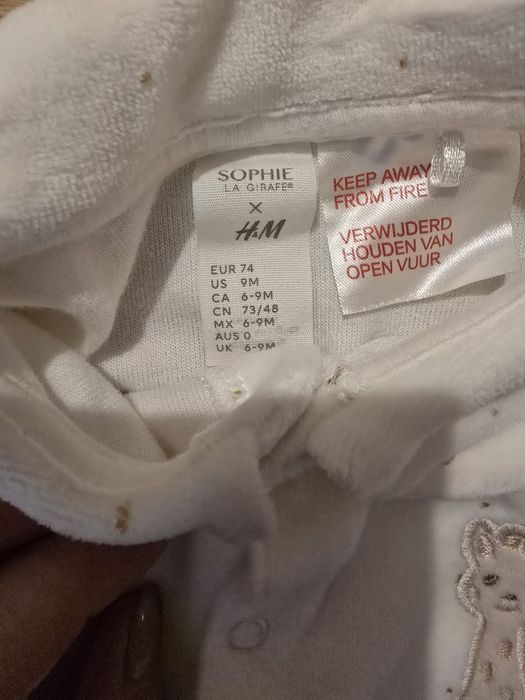 SOPHIE
LA GIRAFE®
×
H&M
EUR 74
US 9M
CA 6-9M
CN 73/48
MX 6-9M
AUS 0
UK 6-9M
KEEP AWAY
FROM FIRE
VERWIJDERD
HOUDEN VAN
OPEN VUUR